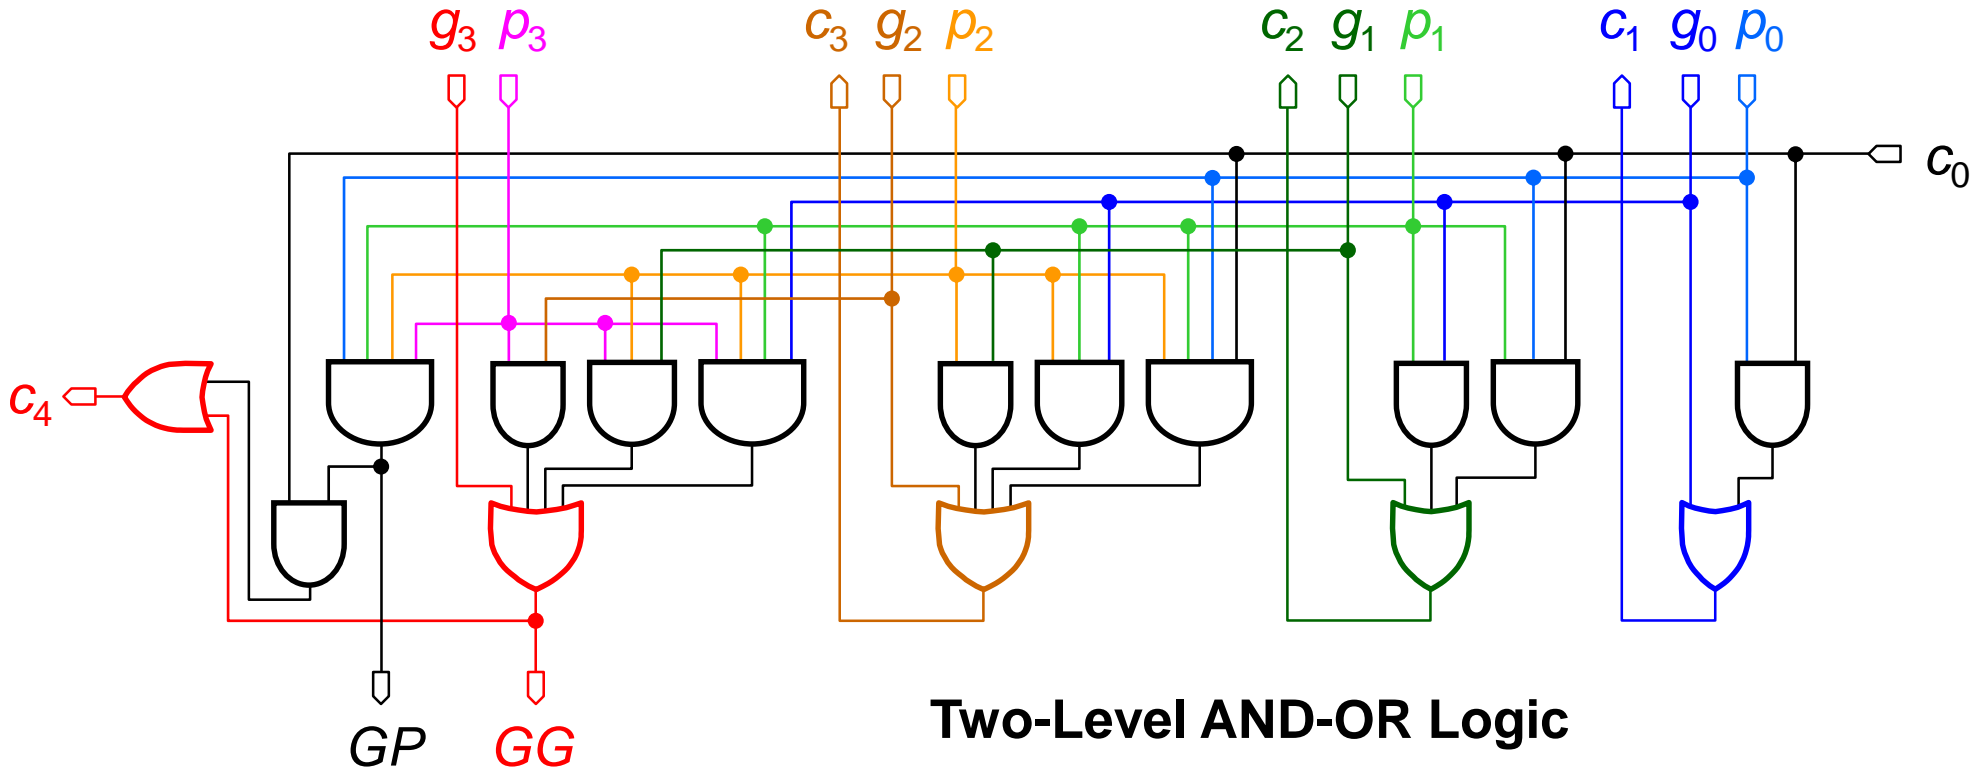 g3 p3 c3 g2 p2 c2 g1 p1 c1 g0 p0
c0
c4
Two-Level AND-OR Logic
GP GG